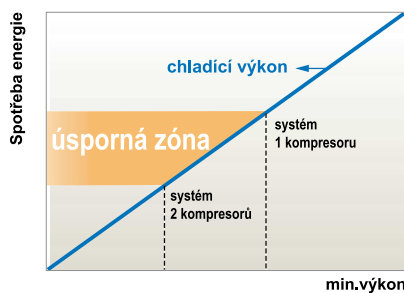 Spotřeba energie
chladící výkon
úsporná zóna
systém
1 kompresoru
systém
2 kompresorů
min.výkon